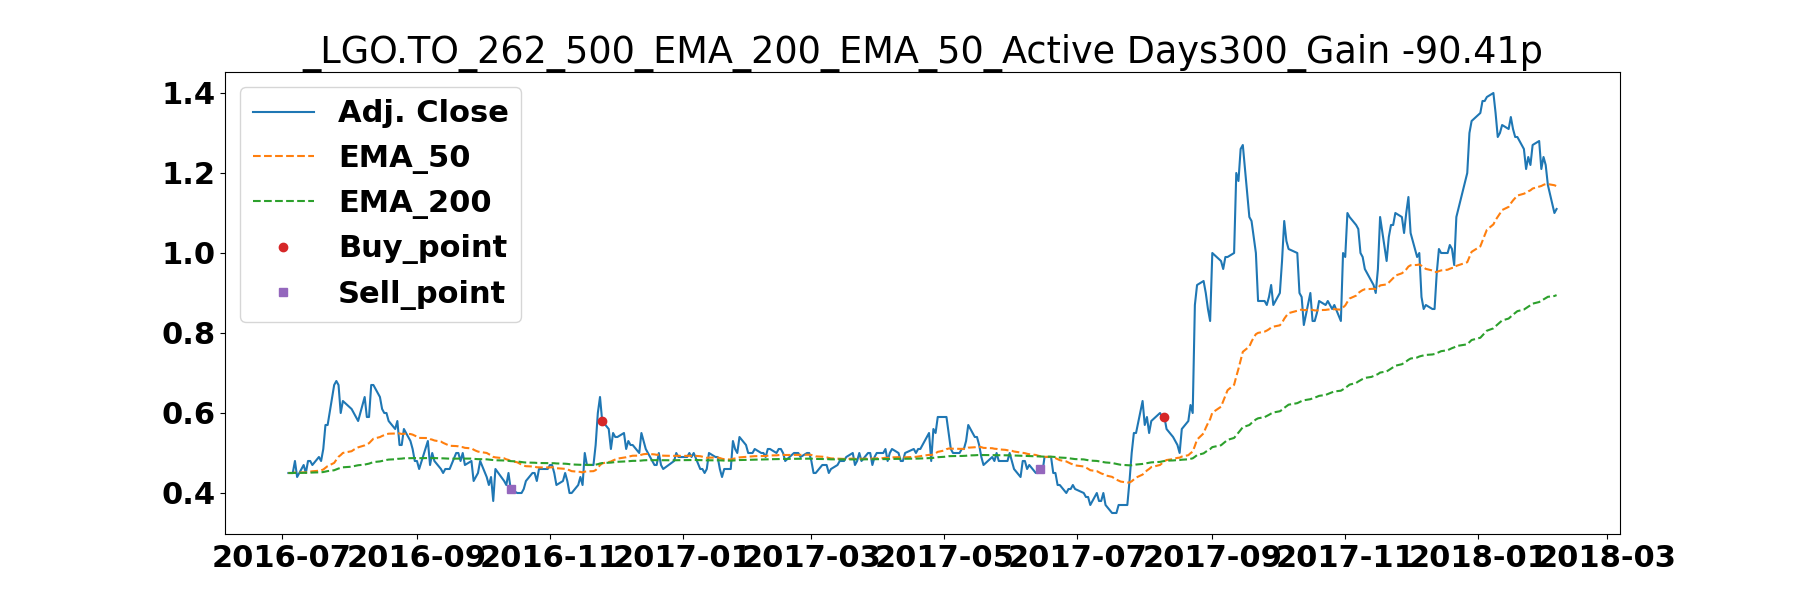 _LGO.TO_262_500_EMA_200_EMA_50_Active Days300_Gain -90.41p
Adj. Close
EMA_50
EMA_200
Buy_point
Sell_point
1.4
1.2
1.0
0.8
0.6
0.4
2016-07 2016-09 2016-11 2017-01 2017-03 2017-05 2017-07 2017-09 2017-11 2018-01 2018-03